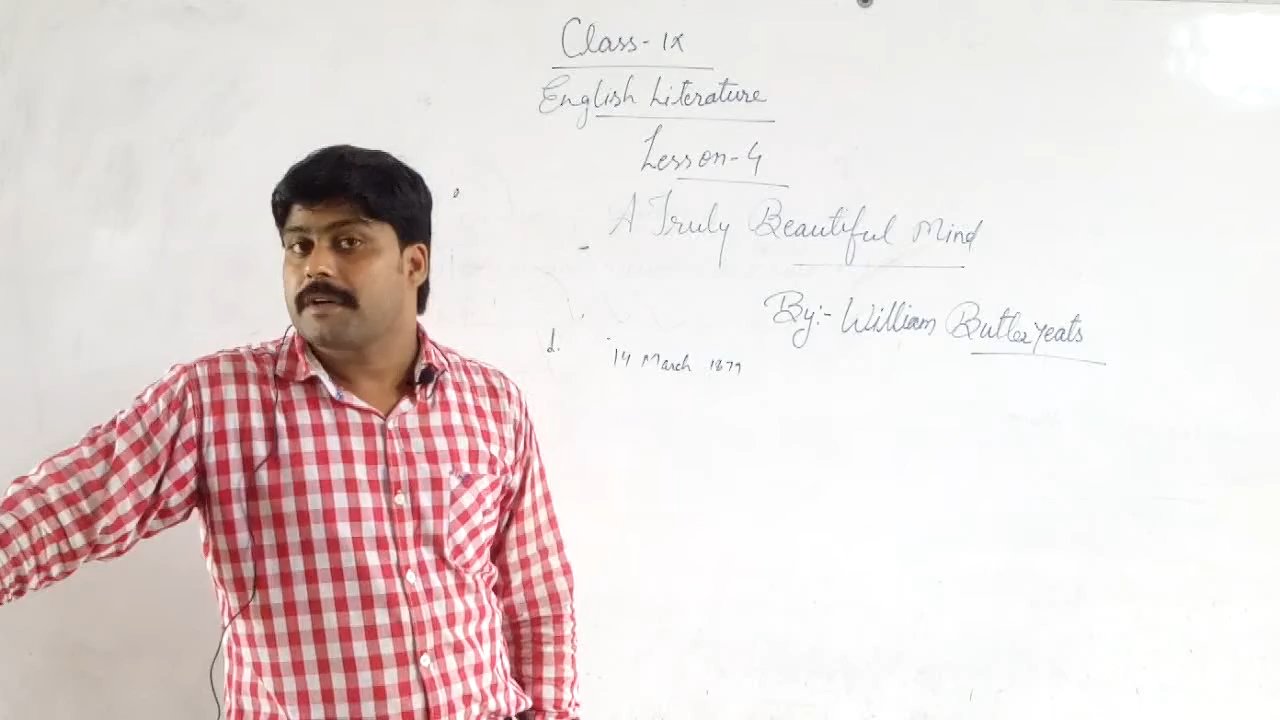 Class-IX
English Literature
Lesson-4
A Truly Beautiful Mind
By:- William Butler Yeats
14 March 1879